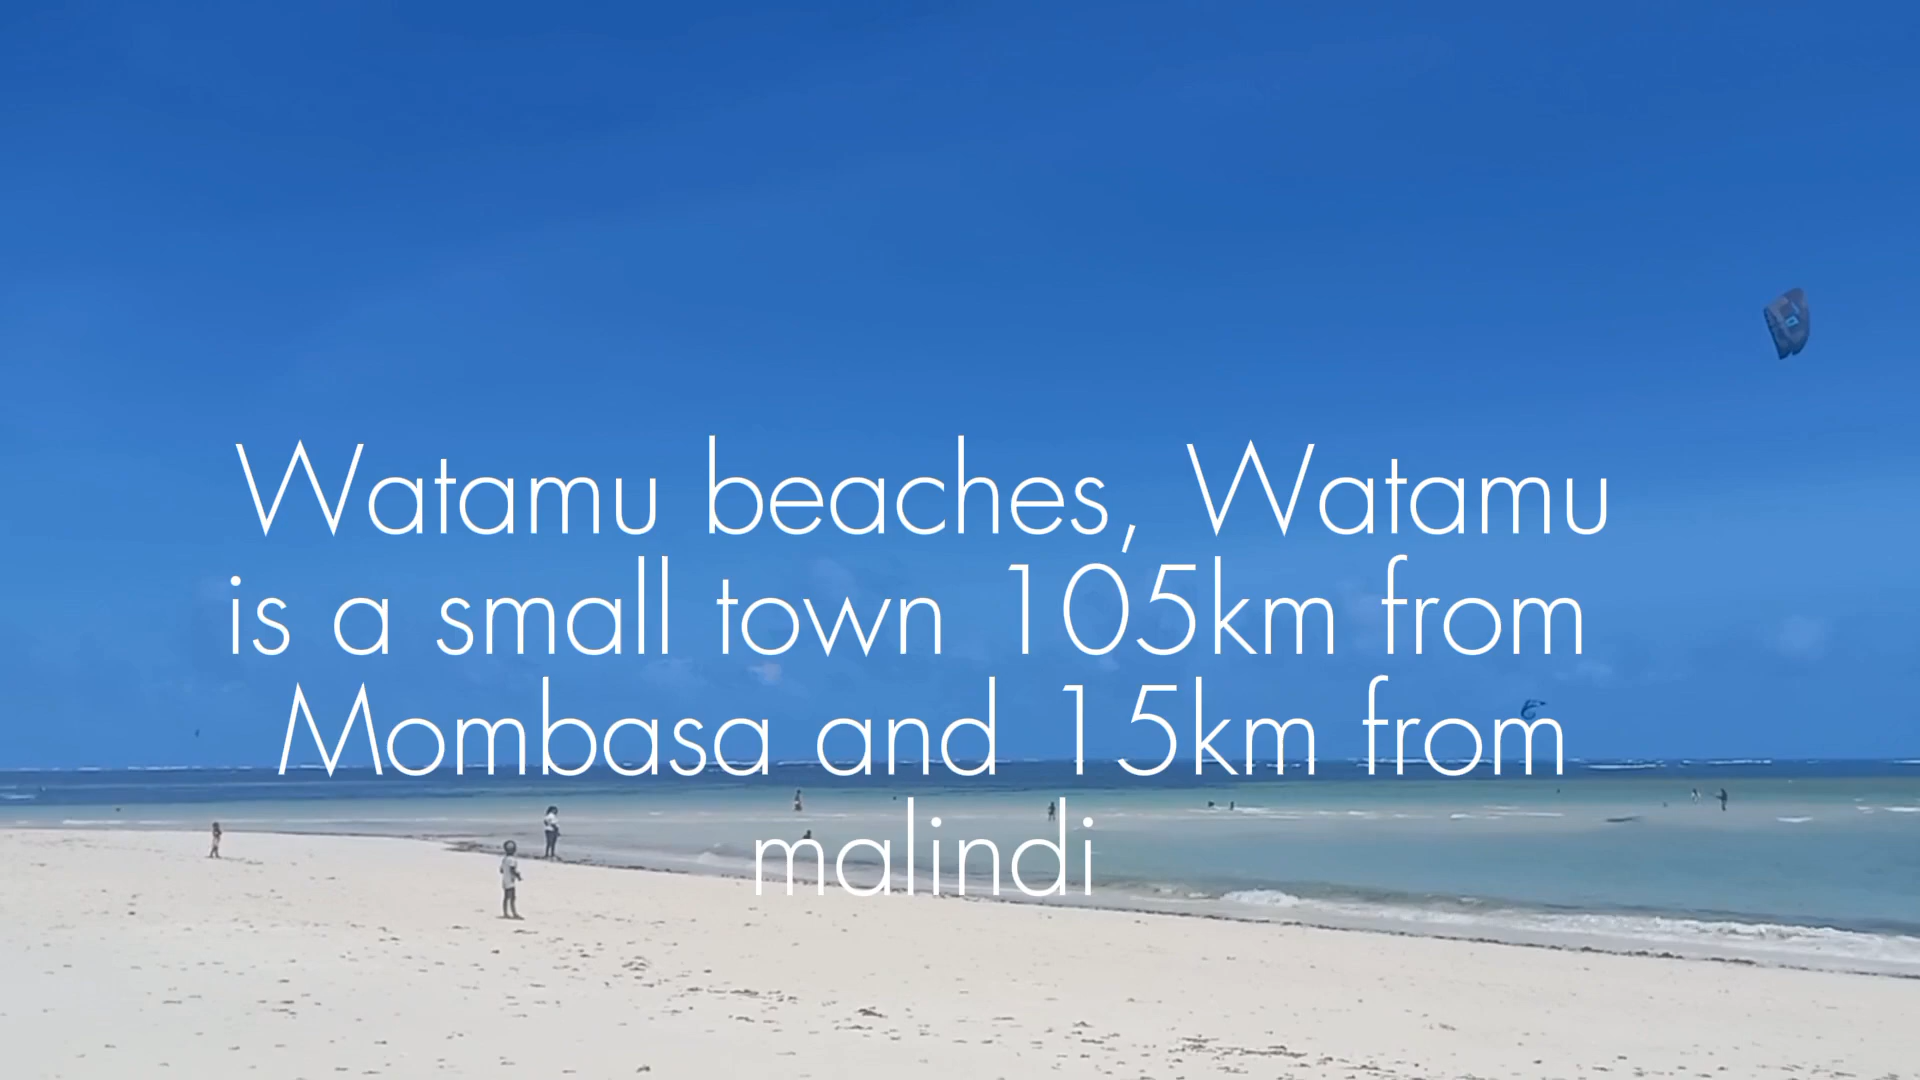 Watamu beaches, Watamu
is a small town 105km from
Mombasa and 15km from
malindi